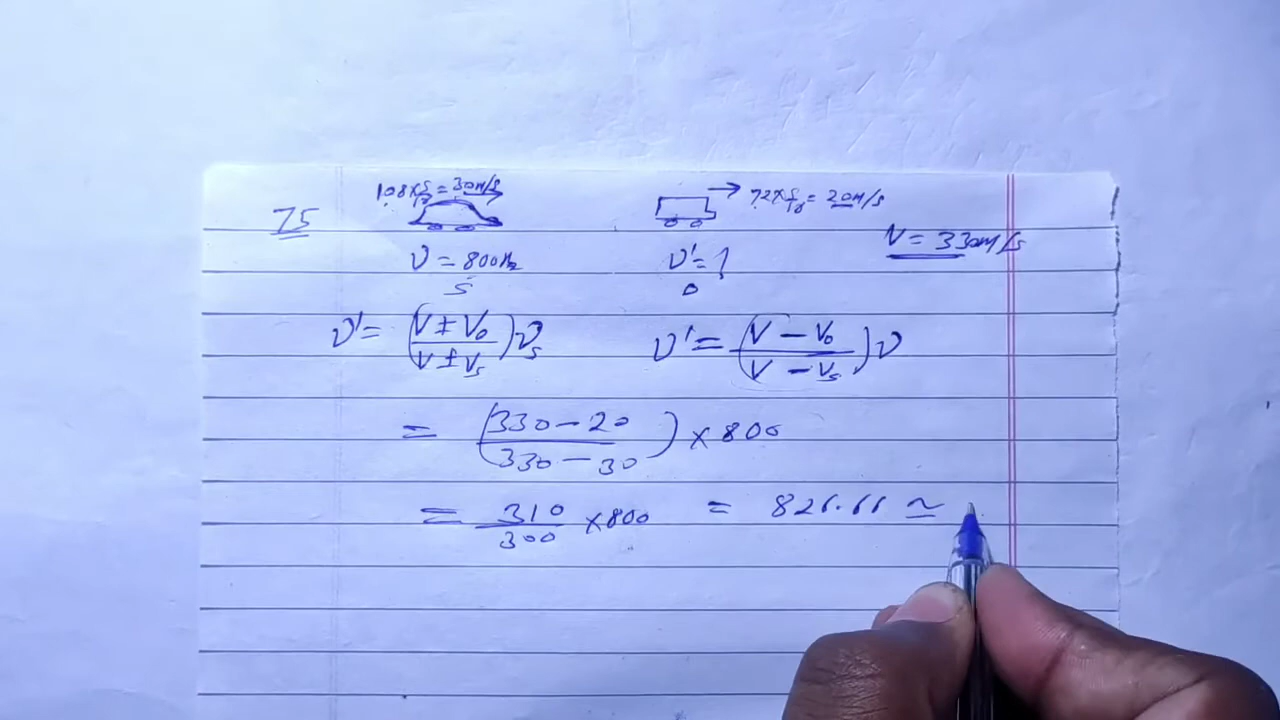 108 x 5/18 = 30m/s
72 x 5/18 = 20m/s
75
V = 330m/s
υ = 800Hz
υ' = ?
S
O
υ' = (V ± V₀ / V ± Vₛ) υₛ
υ' = (V − V₀ / V − Vₛ) υ
= (330 − 20 / 330 − 30) × 800
= 310/300 × 800 = 826.66 ≃